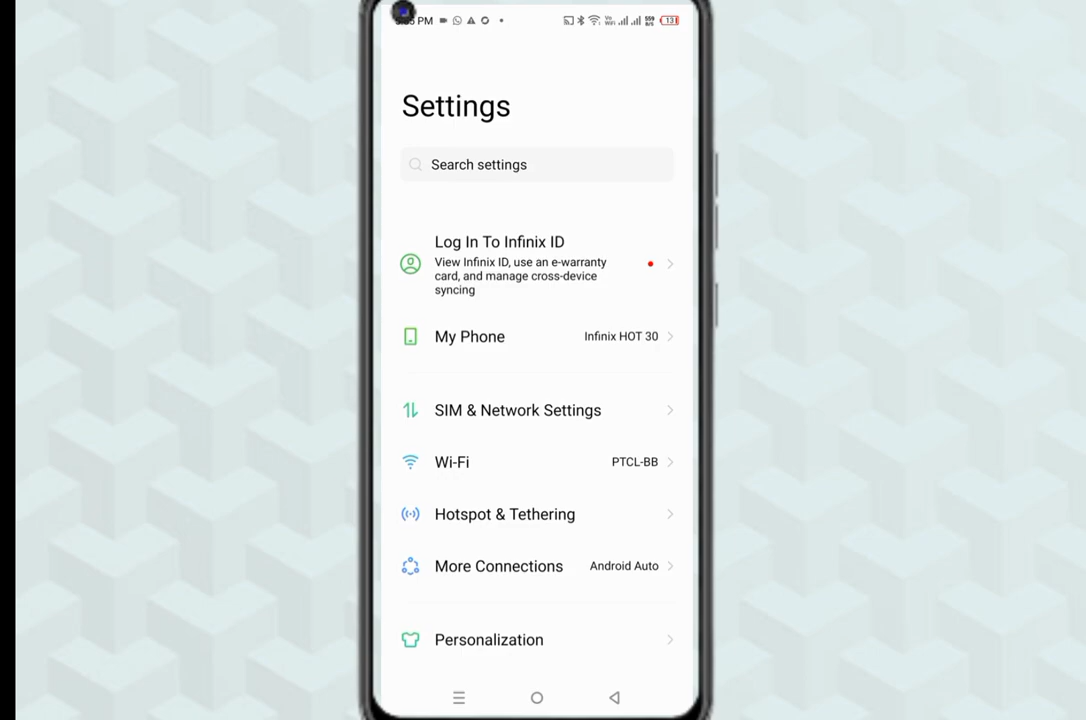 PM
13
Settings
Search settings
Log In To Infinix ID
View Infinix ID, use an e-warranty
card, and manage cross-device
syncing
My Phone
Infinix HOT 30
SIM & Network Settings
Wi-Fi
PTCL-BB
Hotspot & Tethering
More Connections
Android Auto
Personalization